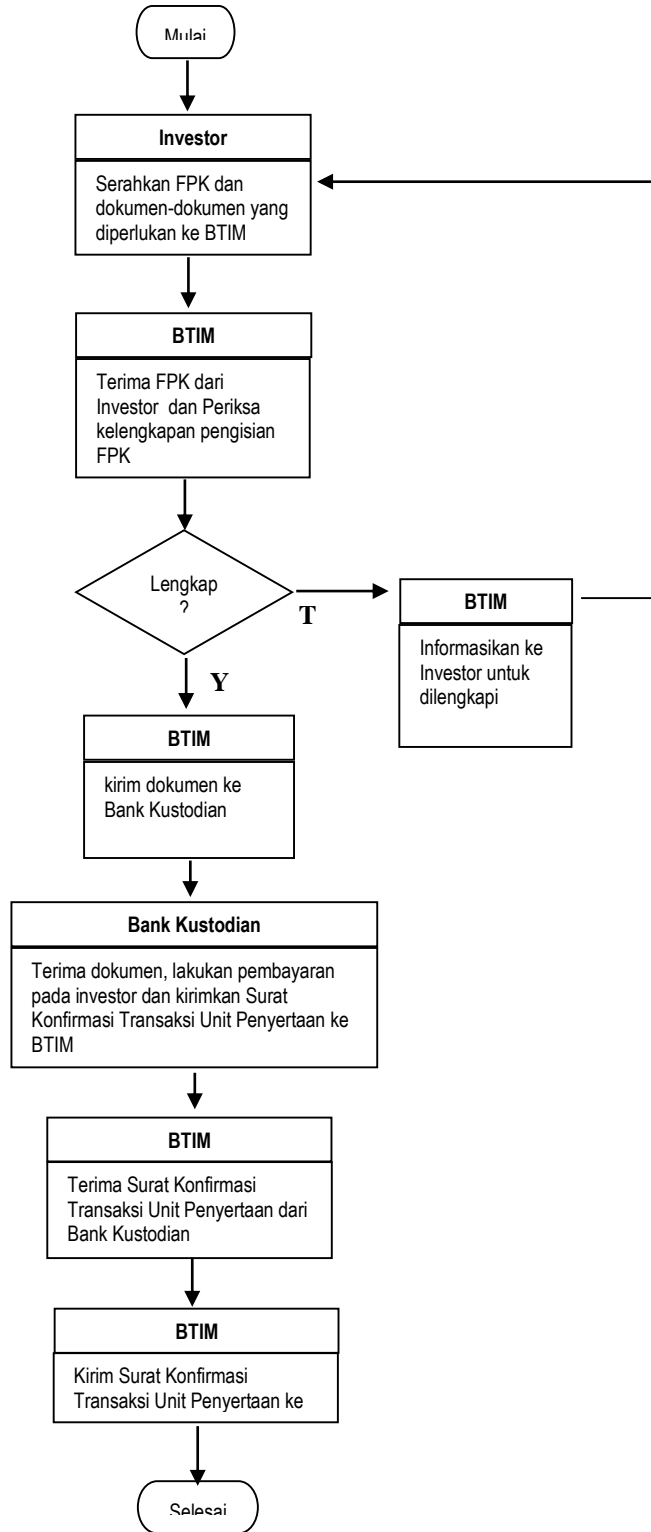 Mulai
Investor
Serahkan FPK dan
dokumen-dokumen yang
diperlukan ke BTIM
BTIM
Terima FPK dari
Investor dan Periksa
kelengkapan pengisian
FPK
Lengkap
?
T
Y
BTIM
Informasikan ke
Investor untuk
dilengkapi
BTIM
kirim dokumen ke
Bank Kustodian
Bank Kustodian
Terima dokumen, lakukan pembayaran
pada investor dan kirimkan Surat
Konfirmasi Transaksi Unit Penyertaan ke
BTIM
BTIM
Terima Surat Konfirmasi
Transaksi Unit Penyertaan dari
Bank Kustodian
BTIM
Kirim Surat Konfirmasi
Transaksi Unit Penyertaan ke
Selesai